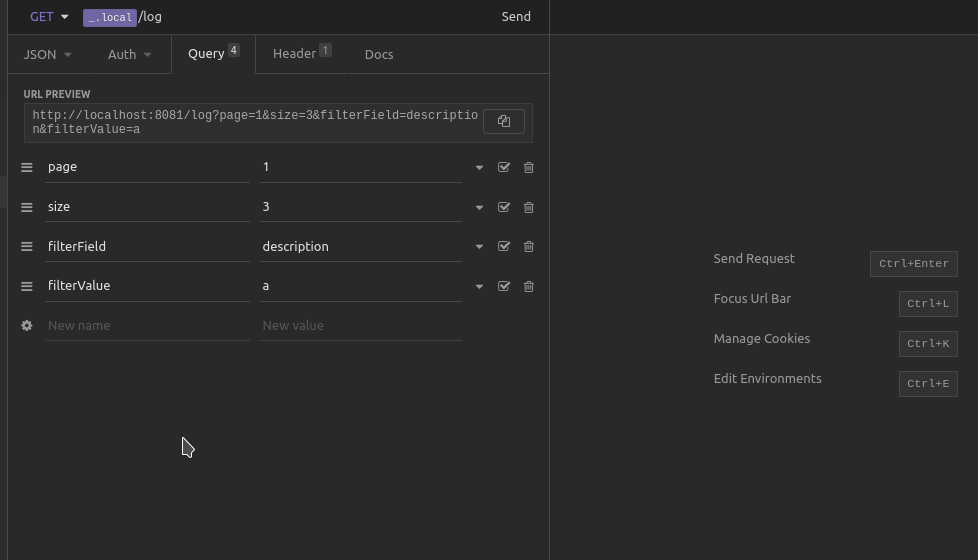 GET _.local/log Send
JSON Auth Query 4 Header 1 Docs
URL PREVIEW
http://localhost:8081/log?page=1&size=3&filterField=descriptio
n&filterValue=a
page 1
size 3
filterField description
filterValue a
New name New value
Send Request Ctrl+Enter
Focus Url Bar Ctrl+L
Manage Cookies Ctrl+K
Edit Environments Ctrl+E